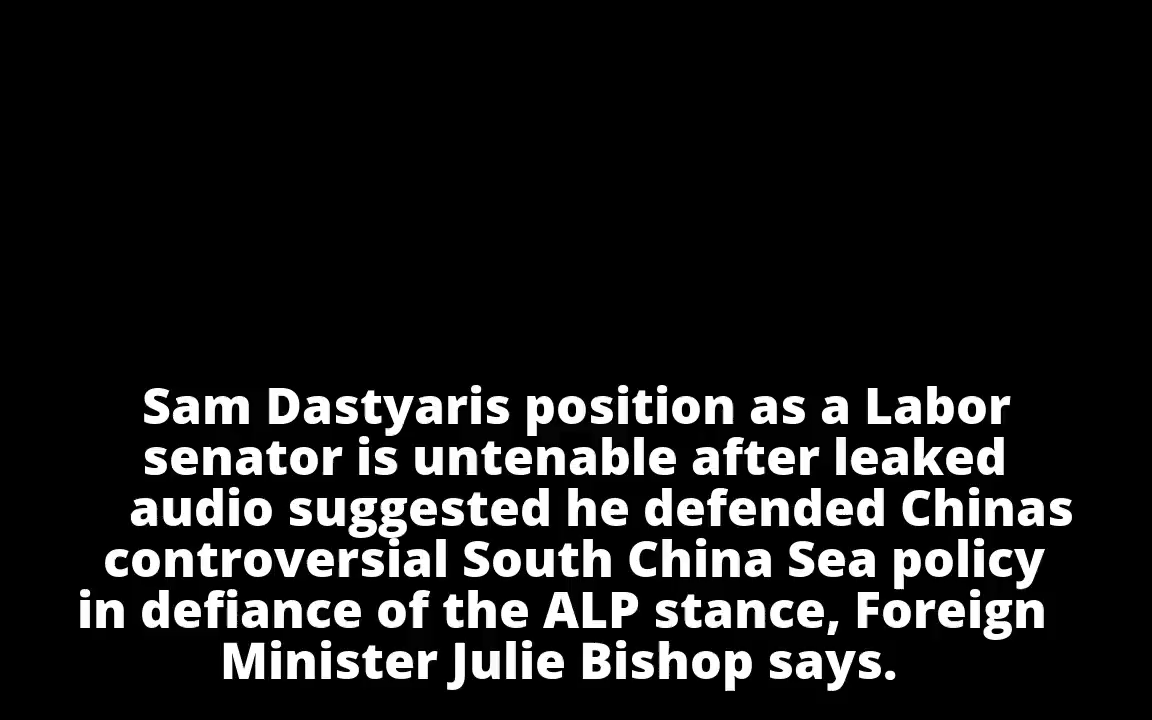 Sam Dastyaris position as a Labor
senator is untenable after leaked
audio suggested he defended Chinas
controversial South China Sea policy
in defiance of the ALP stance, Foreign
Minister Julie Bishop says.